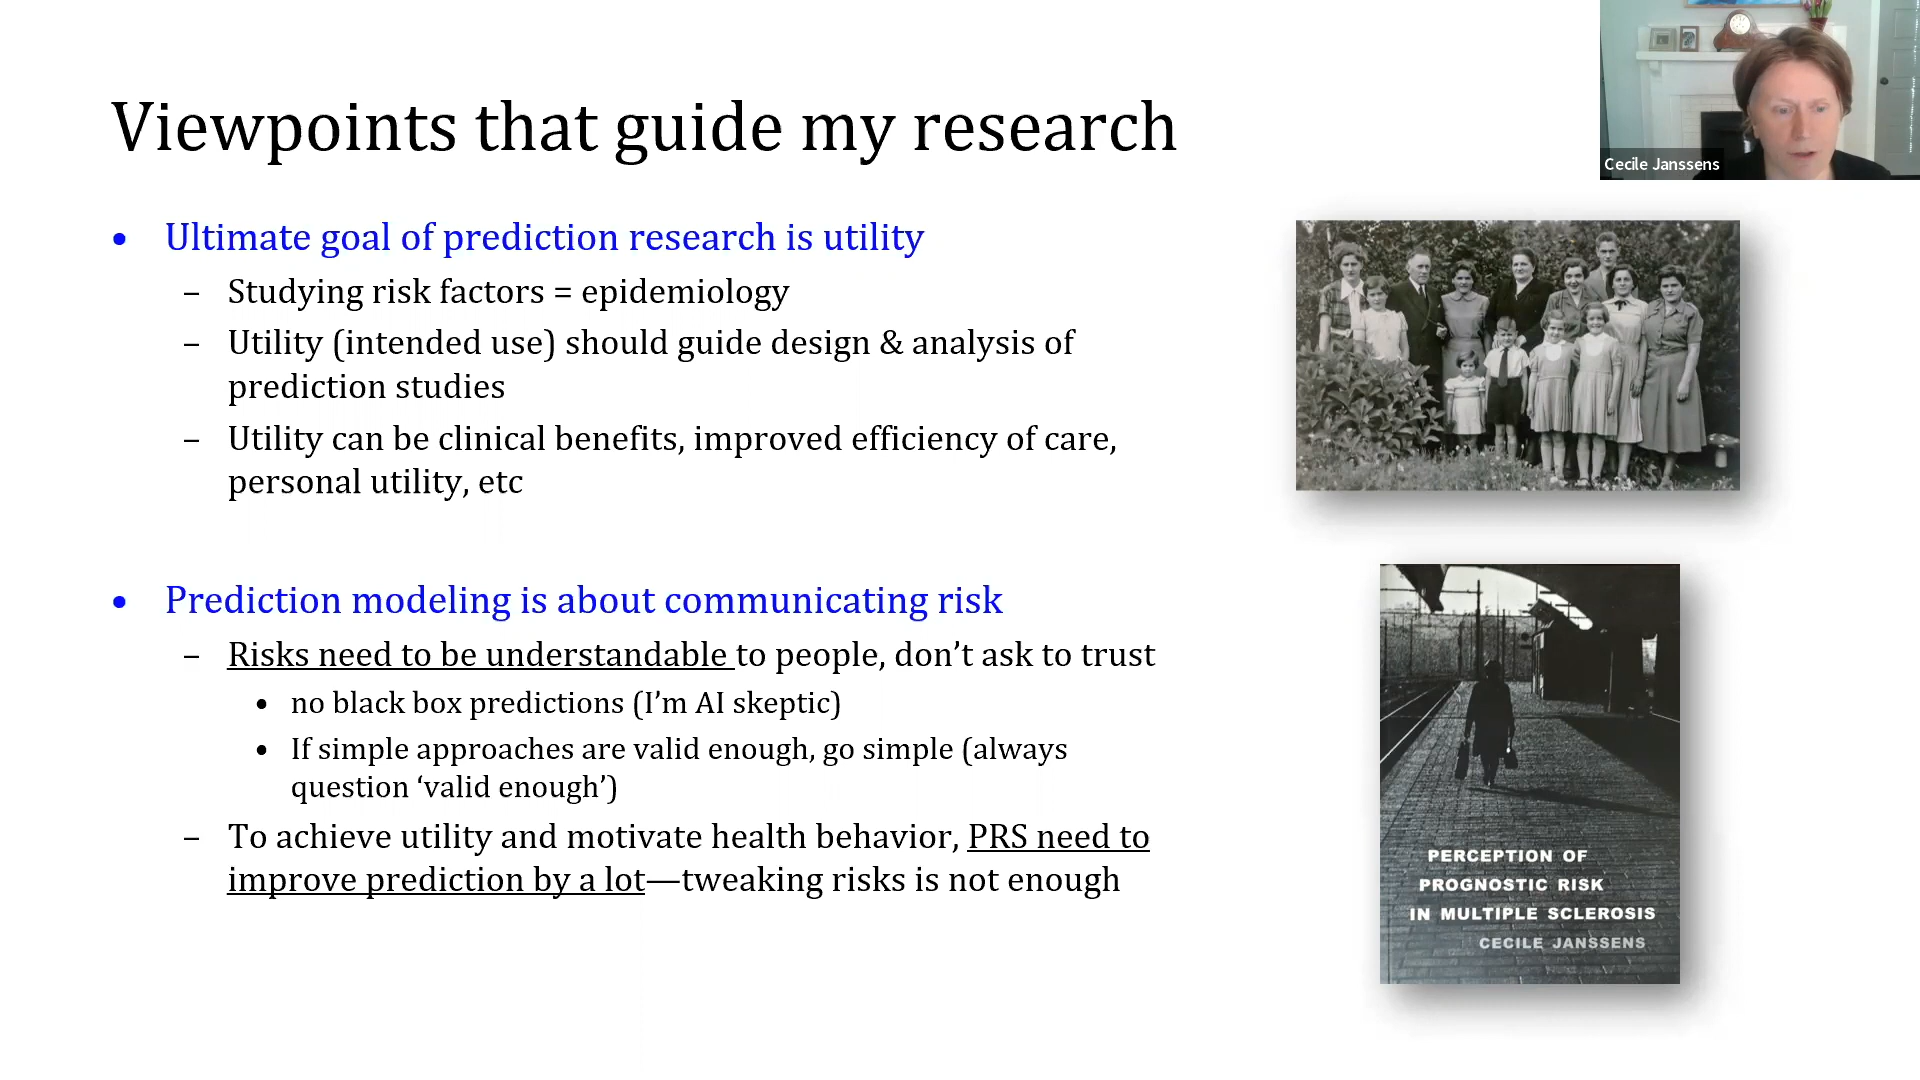 Viewpoints that guide my research
Cecile Janssens
• Ultimate goal of prediction research is utility
– Studying risk factors = epidemiology
– Utility (intended use) should guide design & analysis of
prediction studies
– Utility can be clinical benefits, improved efficiency of care,
personal utility, etc
• Prediction modeling is about communicating risk
– Risks need to be understandable to people, don’t ask to trust
• no black box predictions (I’m AI skeptic)
• If simple approaches are valid enough, go simple (always
question ‘valid enough’)
– To achieve utility and motivate health behavior, PRS need to
improve prediction by a lot—tweaking risks is not enough
PERCEPTION OF
PROGNOSTIC RISK
IN MULTIPLE SCLEROSIS
CECILE JANSSENS